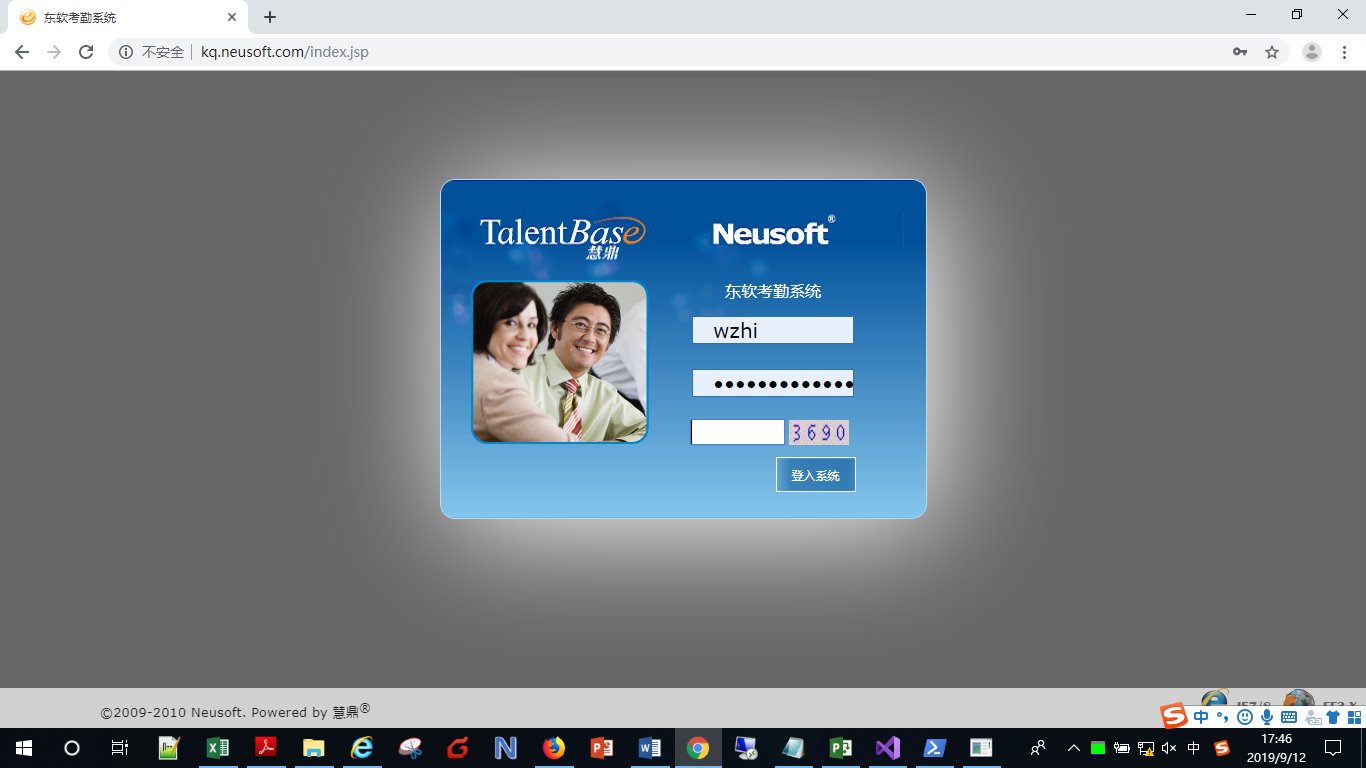 东软考勤系统
不安全
kq.neusoft.com/index.jsp
TalentBase
慧鼎
Neusoft®
东软考勤系统
wzhi
•••••••••••••
3690
登入系统
©2009-2010 Neusoft. Powered by 慧鼎®
中
中
17:46
2019/9/12